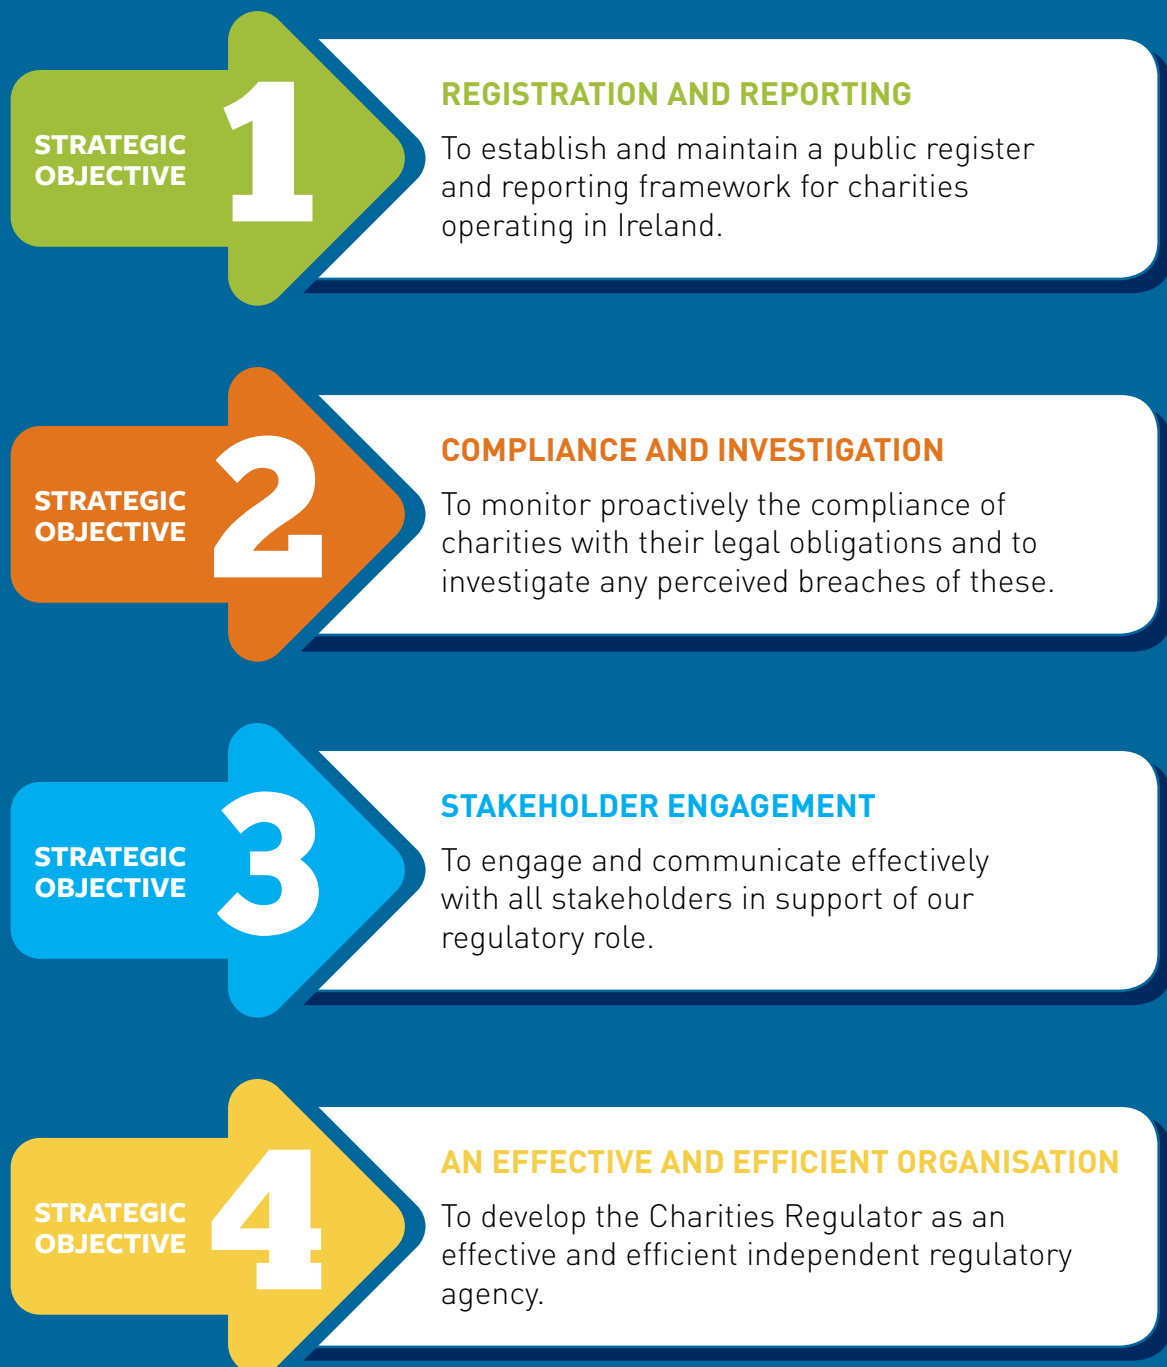 STRATEGIC
OBJECTIVE
1
REGISTRATION AND REPORTING
To establish and maintain a public register
and reporting framework for charities
operating in Ireland.
STRATEGIC
OBJECTIVE
2
COMPLIANCE AND INVESTIGATION
To monitor proactively the compliance of
charities with their legal obligations and to
investigate any perceived breaches of these.
STRATEGIC
OBJECTIVE
3
STAKEHOLDER ENGAGEMENT
To engage and communicate effectively
with all stakeholders in support of our
regulatory role.
STRATEGIC
OBJECTIVE
4
AN EFFECTIVE AND EFFICIENT ORGANISATION
To develop the Charities Regulator as an
effective and efficient independent regulatory
agency.